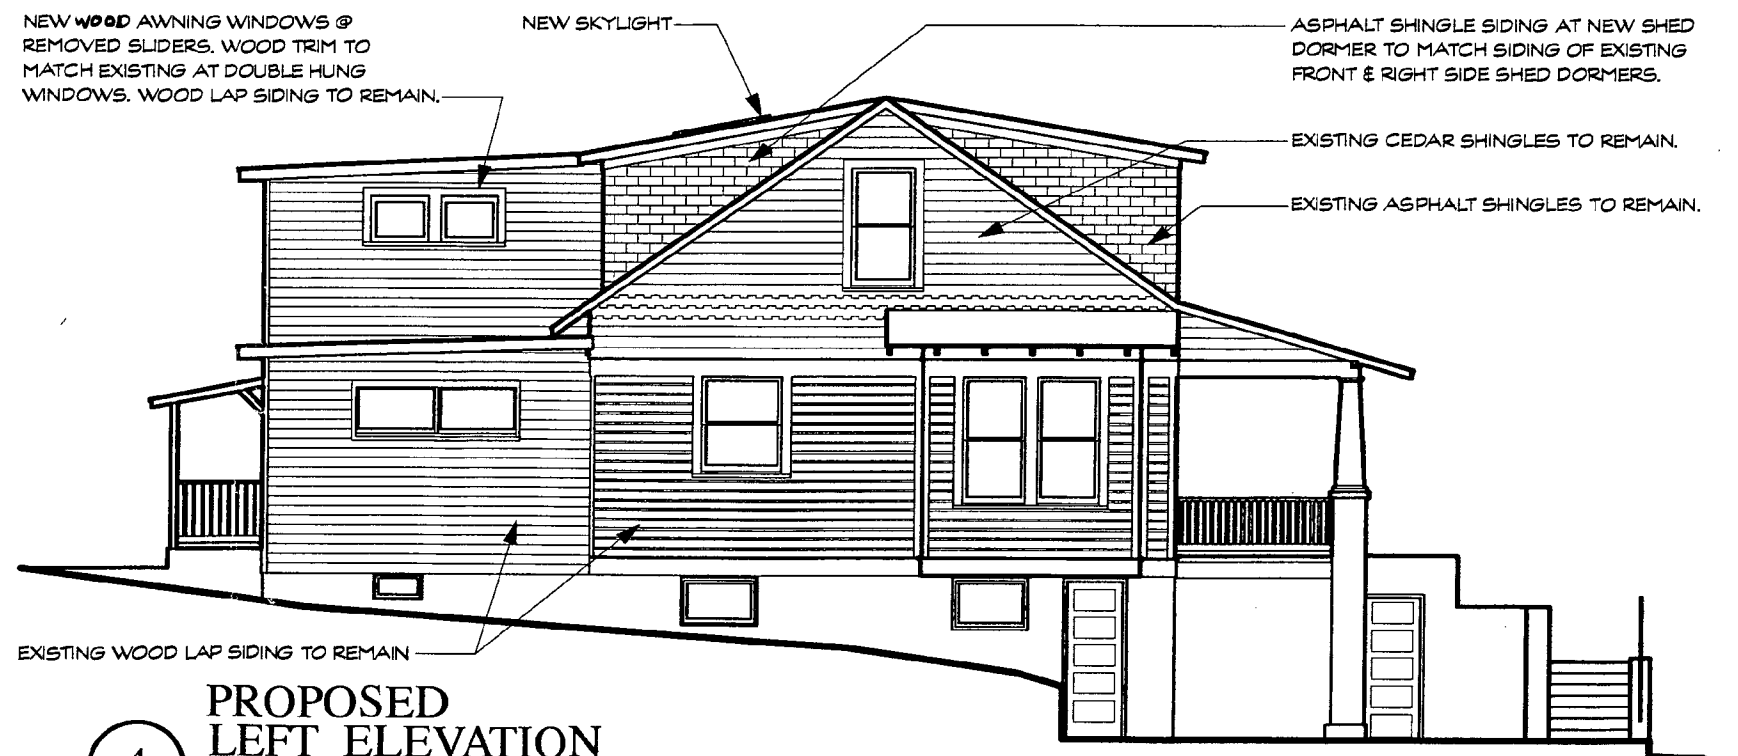 NEW WOOD AWNING WINDOWS @
REMOVED SLIDERS. WOOD TRIM TO
MATCH EXISTING AT DOUBLE HUNG
WINDOWS. WOOD LAP SIDING TO REMAIN.
NEW SKYLIGHT
ASPHALT SHINGLE SIDING AT NEW SHED
DORMER TO MATCH SIDING OF EXISTING
FRONT & RIGHT SIDE SHED DORMERS.
EXISTING CEDAR SHINGLES TO REMAIN.
EXISTING ASPHALT SHINGLES TO REMAIN.
EXISTING WOOD LAP SIDING TO REMAIN
PROPOSED
LEFT ELEVATION